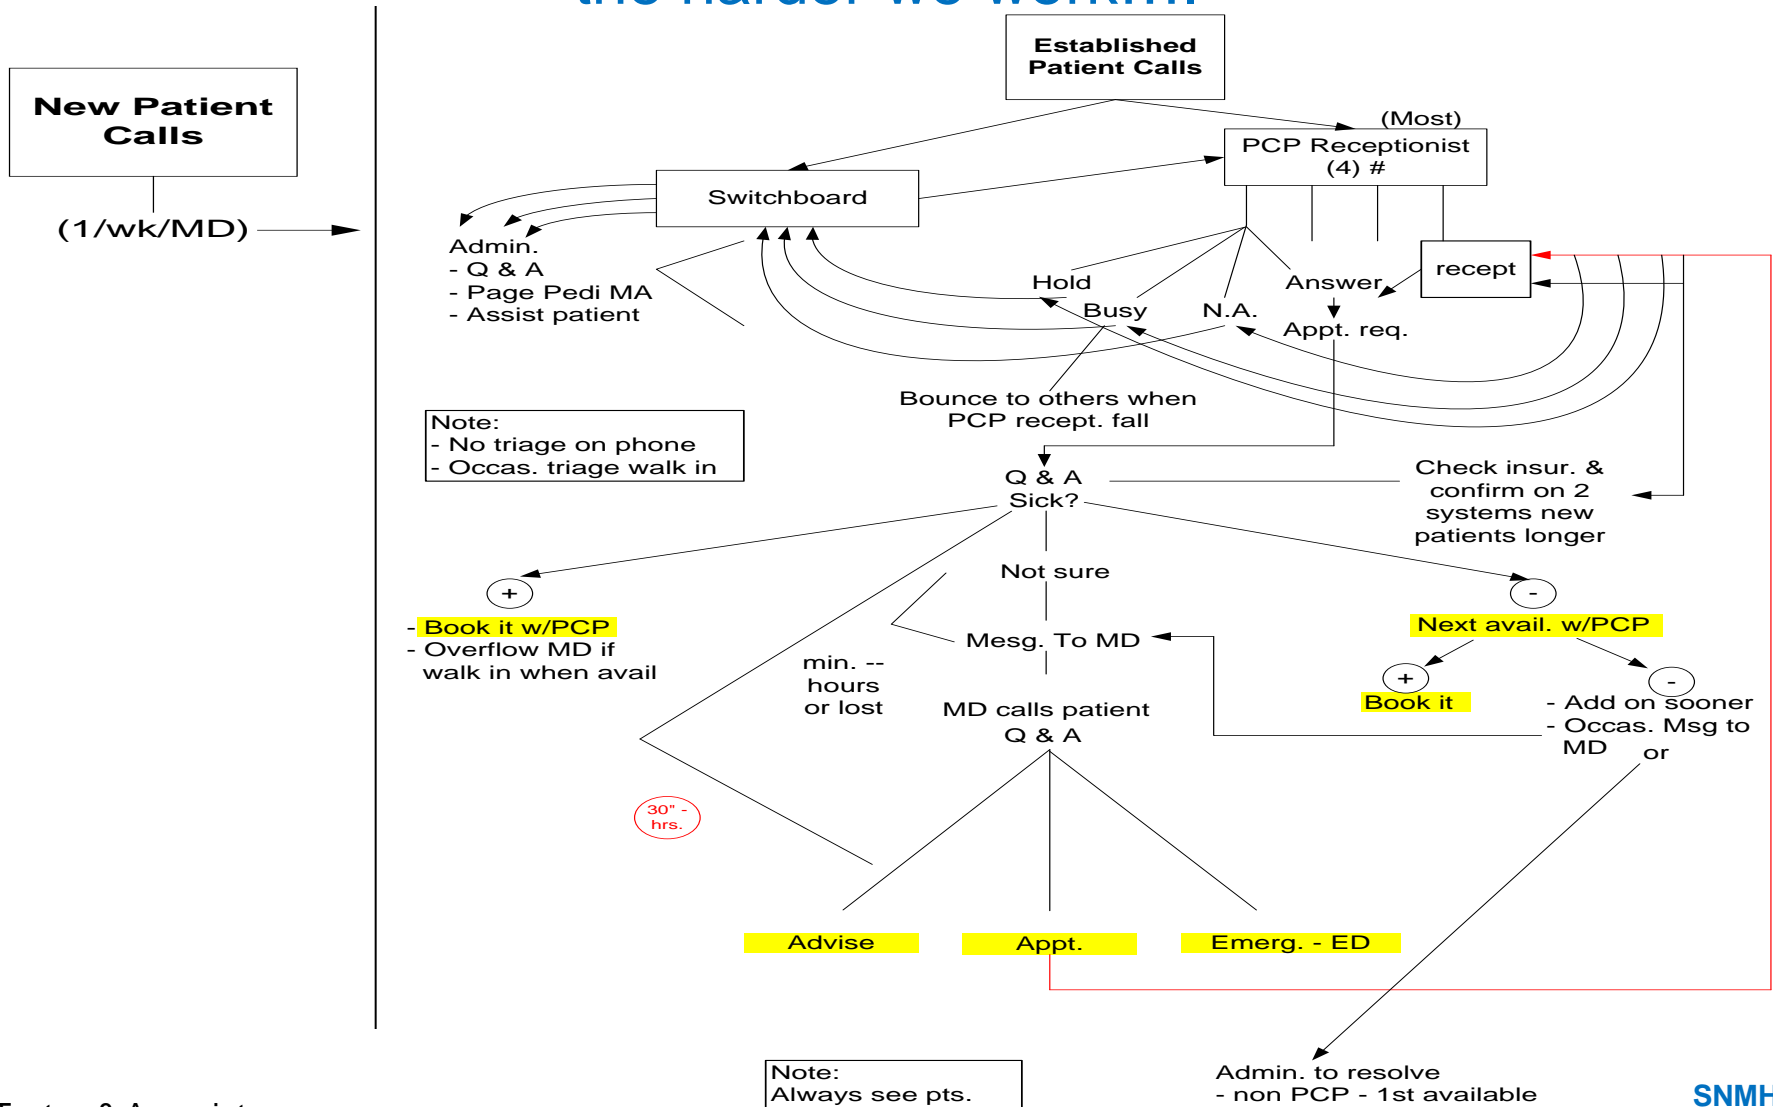 the harder we work....
Established
Patient Calls
New Patient
Calls
(1/wk/MD)
(Most)
PCP Receptionist
(4) #
Switchboard
Admin.
- Q & A
- Page Pedi MA
- Assist patient
Hold
Busy
N.A.
Answer
Appt. req.
recept
Bounce to others when
PCP recept. fall
Note:
- No triage on phone
- Occas. triage walk in
Q & A
Sick?
Check insur. &
confirm on 2
systems new
patients longer
+
- Book it w/PCP
- Overflow MD if
walk in when avail
Not sure
Mesg. To MD
min. --
hours
or lost
MD calls patient
Q & A
-
Next avail. w/PCP
+
Book it
-
- Add on sooner
- Occas. Msg to
MD or
30" -
hrs.
Advise
Appt.
Emerg. - ED
Note:
Always see pts.
Admin. to resolve
- non PCP - 1st available
SNMH